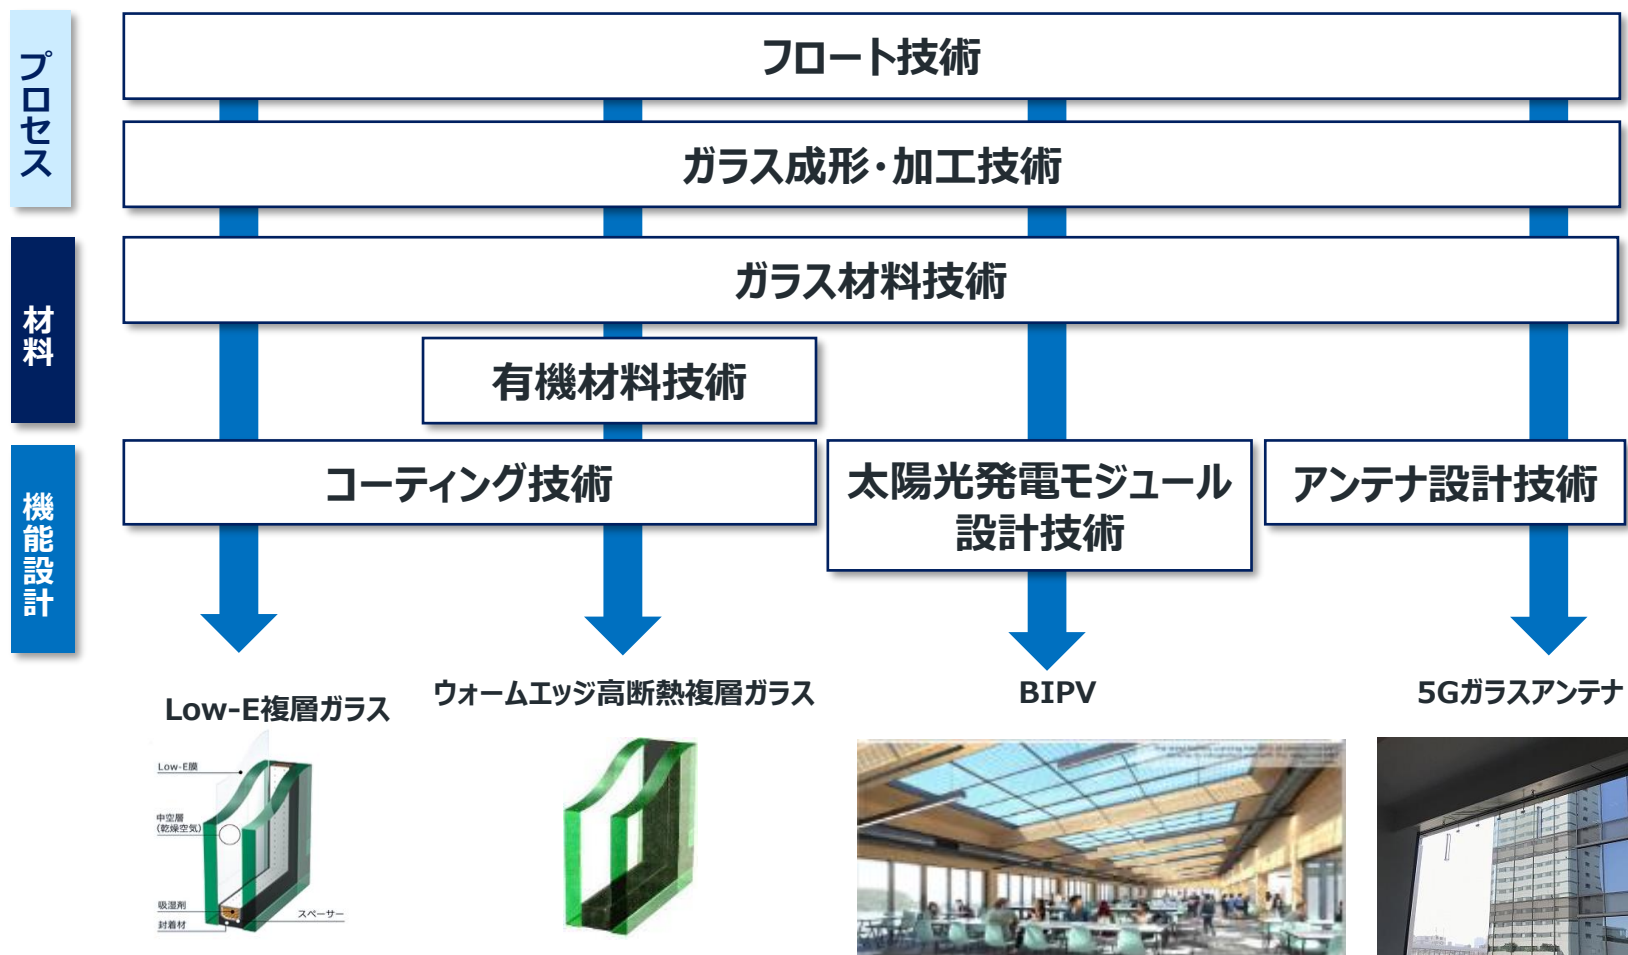 プロセス
フロート技術
ガラス成形・加工技術
材料
ガラス材料技術
有機材料技術
機能設計
コーティング技術
太陽光発電モジュール
設計技術
アンテナ設計技術
Low-E複層ガラス
ウォームエッジ高断熱複層ガラス
BIPV
5Gガラスアンテナ
Low-E膜
中空層
(乾燥空気)
吸湿剤
封着材
スペーサー